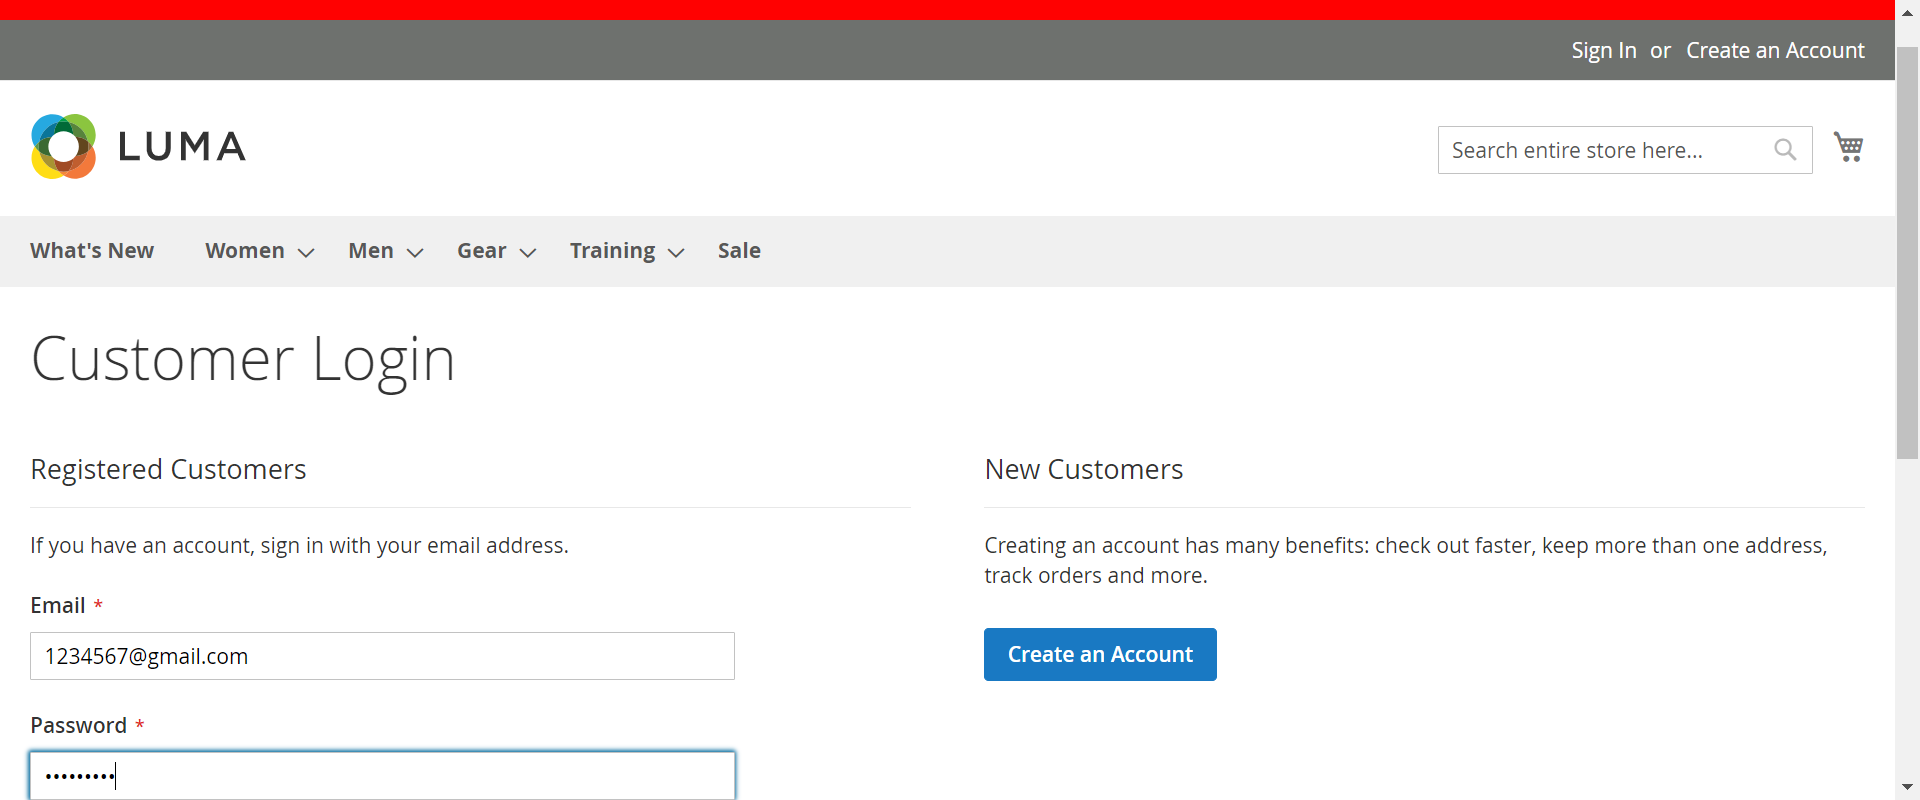 Sign In or Create an Account
LUMA
Search entire store here...
What's New Women Men Gear Training Sale
Customer Login
Registered Customers
If you have an account, sign in with your email address.
Email *
1234567@gmail.com
Password *
•••••••••
New Customers
Creating an account has many benefits: check out faster, keep more than one address,
track orders and more.
Create an Account